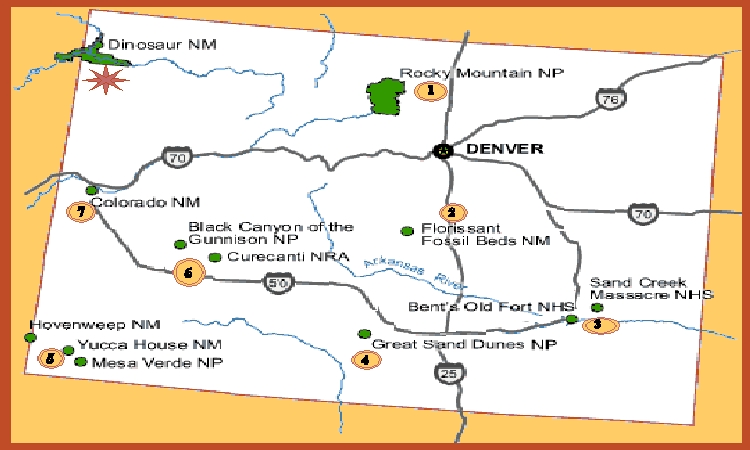 Dinosaur NM
Rocky Mountain NP
1
76
DENVER
70
Colorado NM
7
2
70
Black Canyon of the
Gunnison NP
Florissant
Fossil Beds NM
Curecanti NRA
Arkansas River
6
50
Sand Creek
Massacre NHS
Bent's Old Fort NHS
3
Hovenweep NM
Yucca House NM
Great Sand Dunes NP
5
Mesa Verde NP
4
25